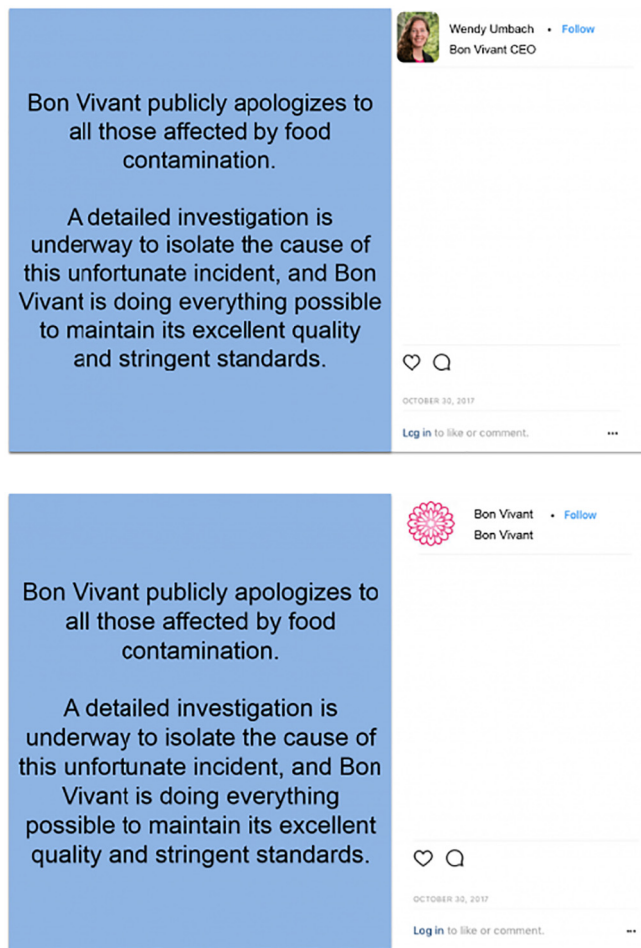 Bon Vivant publicly apologizes to
all those affected by food
contamination.
A detailed investigation is
underway to isolate the cause of
this unfortunate incident, and Bon
Vivant is doing everything possible
to maintain its excellent quality
and stringent standards.
Wendy Umbach • Follow
Bon Vivant CEO
OCTOBER 30, 2017
Log in to like or comment.
Bon Vivant publicly apologizes to
all those affected by food
contamination.
A detailed investigation is
underway to isolate the cause of
this unfortunate incident, and Bon
Vivant is doing everything
possible to maintain its excellent
quality and stringent standards.
Bon Vivant • Follow
Bon Vivant
OCTOBER 30, 2017
Log in to like or comment.